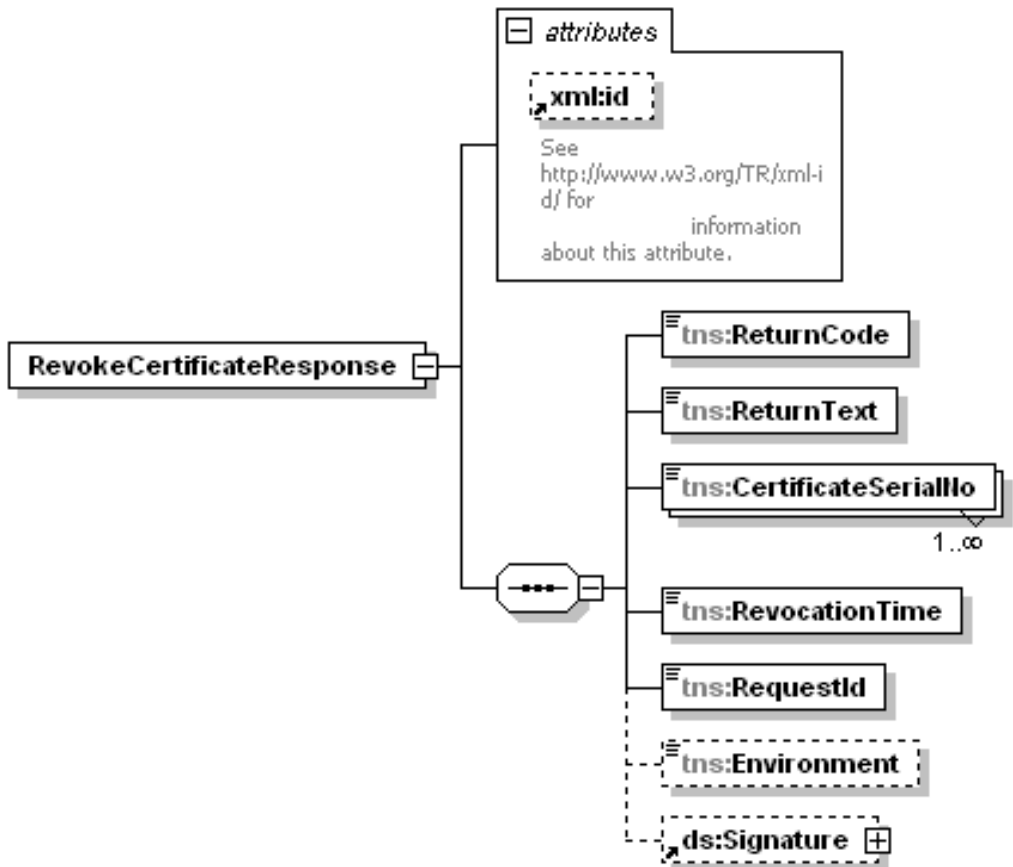 attributes
xml:id
See
http://www.w3.org/TR/xml-i
d/ for
information
about this attribute.
RevokeCertificateResponse
tns:ReturnCode
tns:ReturnText
tns:CertificateSerialNo
1..∞
tns:RevocationTime
tns:RequestId
tns:Environment
ds:Signature